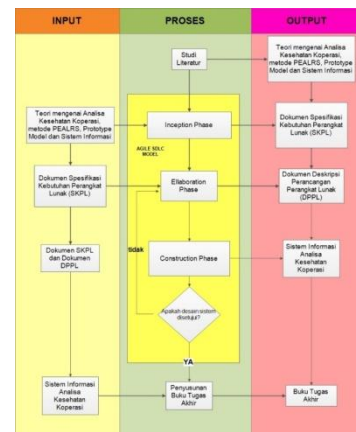 INPUT
PROSES
OUTPUT
Studi
Literatur
Teori mengenai Analisa
Kesehatan Koperasi,
metode PEALRS, Prototype
Model dan Sistem Informasi
Teori mengenai Analisa
Kesehatan Koperasi,
metode PEALRS, Prototype
Model dan Sistem Informasi
Inception Phase
Dokumen Spesifikasi
Kebutuhan Perangkat
Lunak (SKPL)
AGILE SDLC
MODEL
Dokumen Spesifikasi
Kebutuhan Perangkat
Lunak (SKPL)
Ellaboration
Phase
Dokumen Deskripsi
Perancangan
Perangkat Lunak
(DPPL)
tidak
Dokumen SKPL
dan Dokumen
DPPL
Construction Phase
Sistem Informasi
Analisa
Kesehatan
Koperasi
Apakah desain sistem
disetujui?
YA
Sistem Informasi
Analisa
Kesehatan
Koperasi
Penyusunan
Buku Tugas
Akhir
Buku Tugas
Akhir